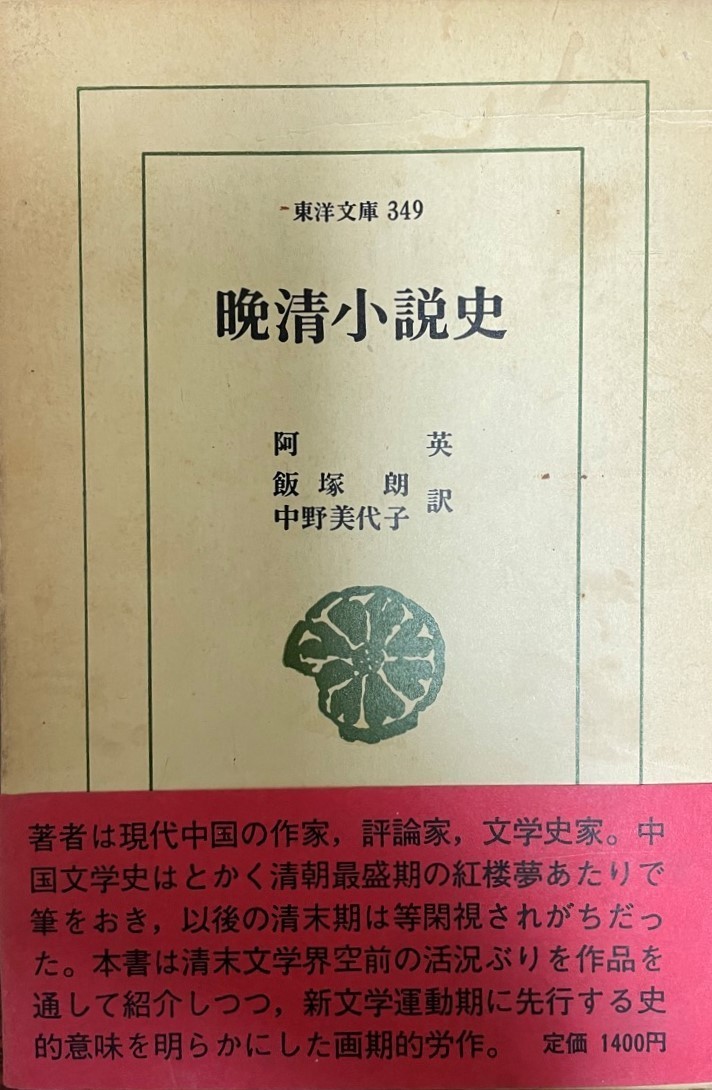 東洋文庫 349
晩清小説史
阿 英
飯塚 朗
中野美代子 訳
著者は現代中国の作家，評論家，文学史家。中
国文学史はとかく清朝最盛期の紅楼夢あたりで
筆をおき，以後の清末期は等閑視されがちだっ
た。本書は清末文学界空前の活況ぶりを作品を
通して紹介しつつ，新文学運動期に先行する史
的意味を明らかにした画期的労作。 定価 1400円